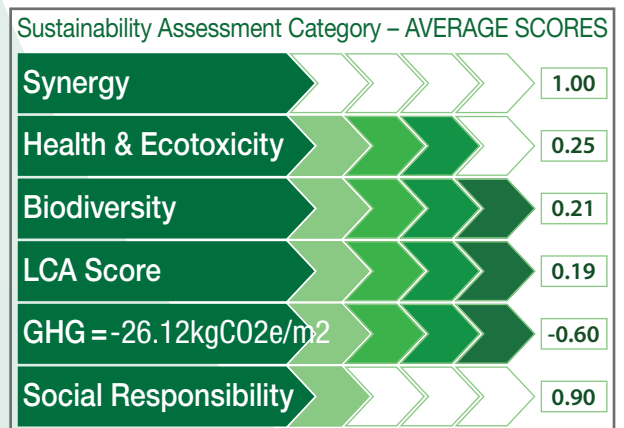 Sustainability Assessment Category – AVERAGE SCORES
Synergy 1.00
Health & Ecotoxicity 0.25
Biodiversity 0.21
LCA Score 0.19
GHG = -26.12kgCO2e/m2 -0.60
Social Responsibility 0.90